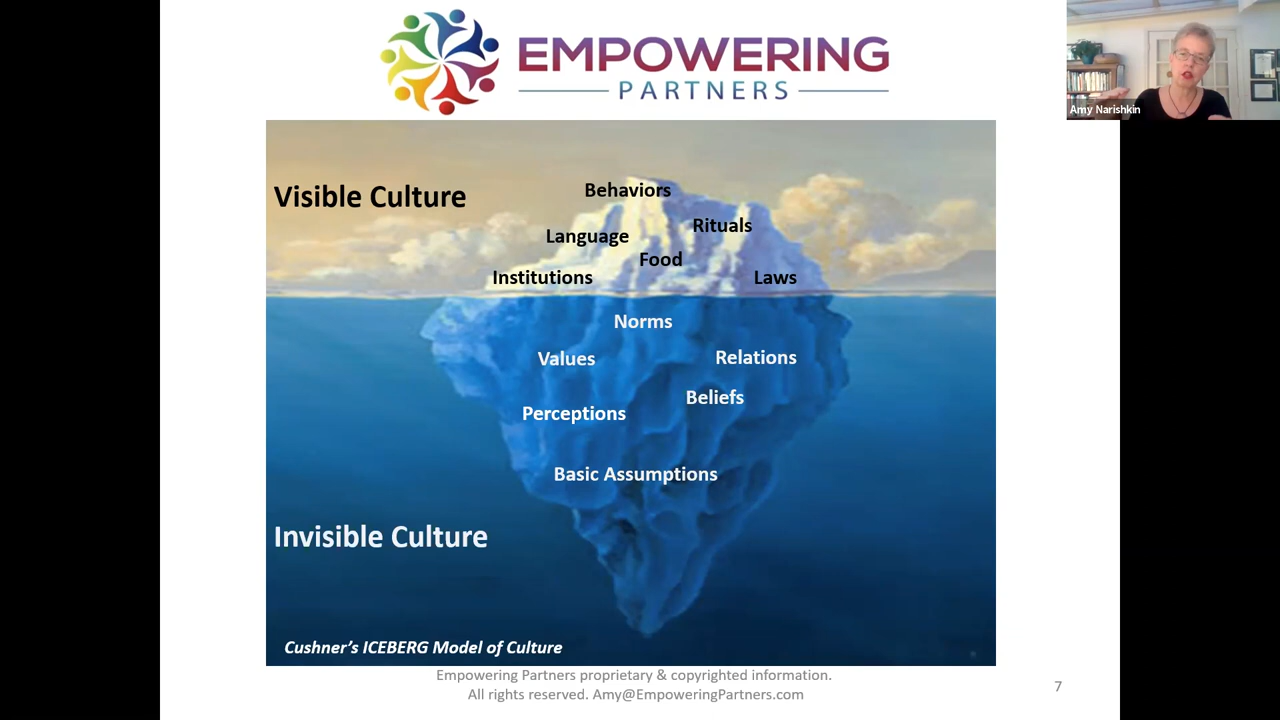 EMPOWERING
PARTNERS
Amy Narishkin
Visible Culture
Behaviors
Rituals
Language
Food
Institutions
Laws
Norms
Values
Relations
Beliefs
Perceptions
Basic Assumptions
Invisible Culture
Cushner's ICEBERG Model of Culture
Empowering Partners proprietary & copyrighted information.
All rights reserved. Amy@EmpoweringPartners.com
7